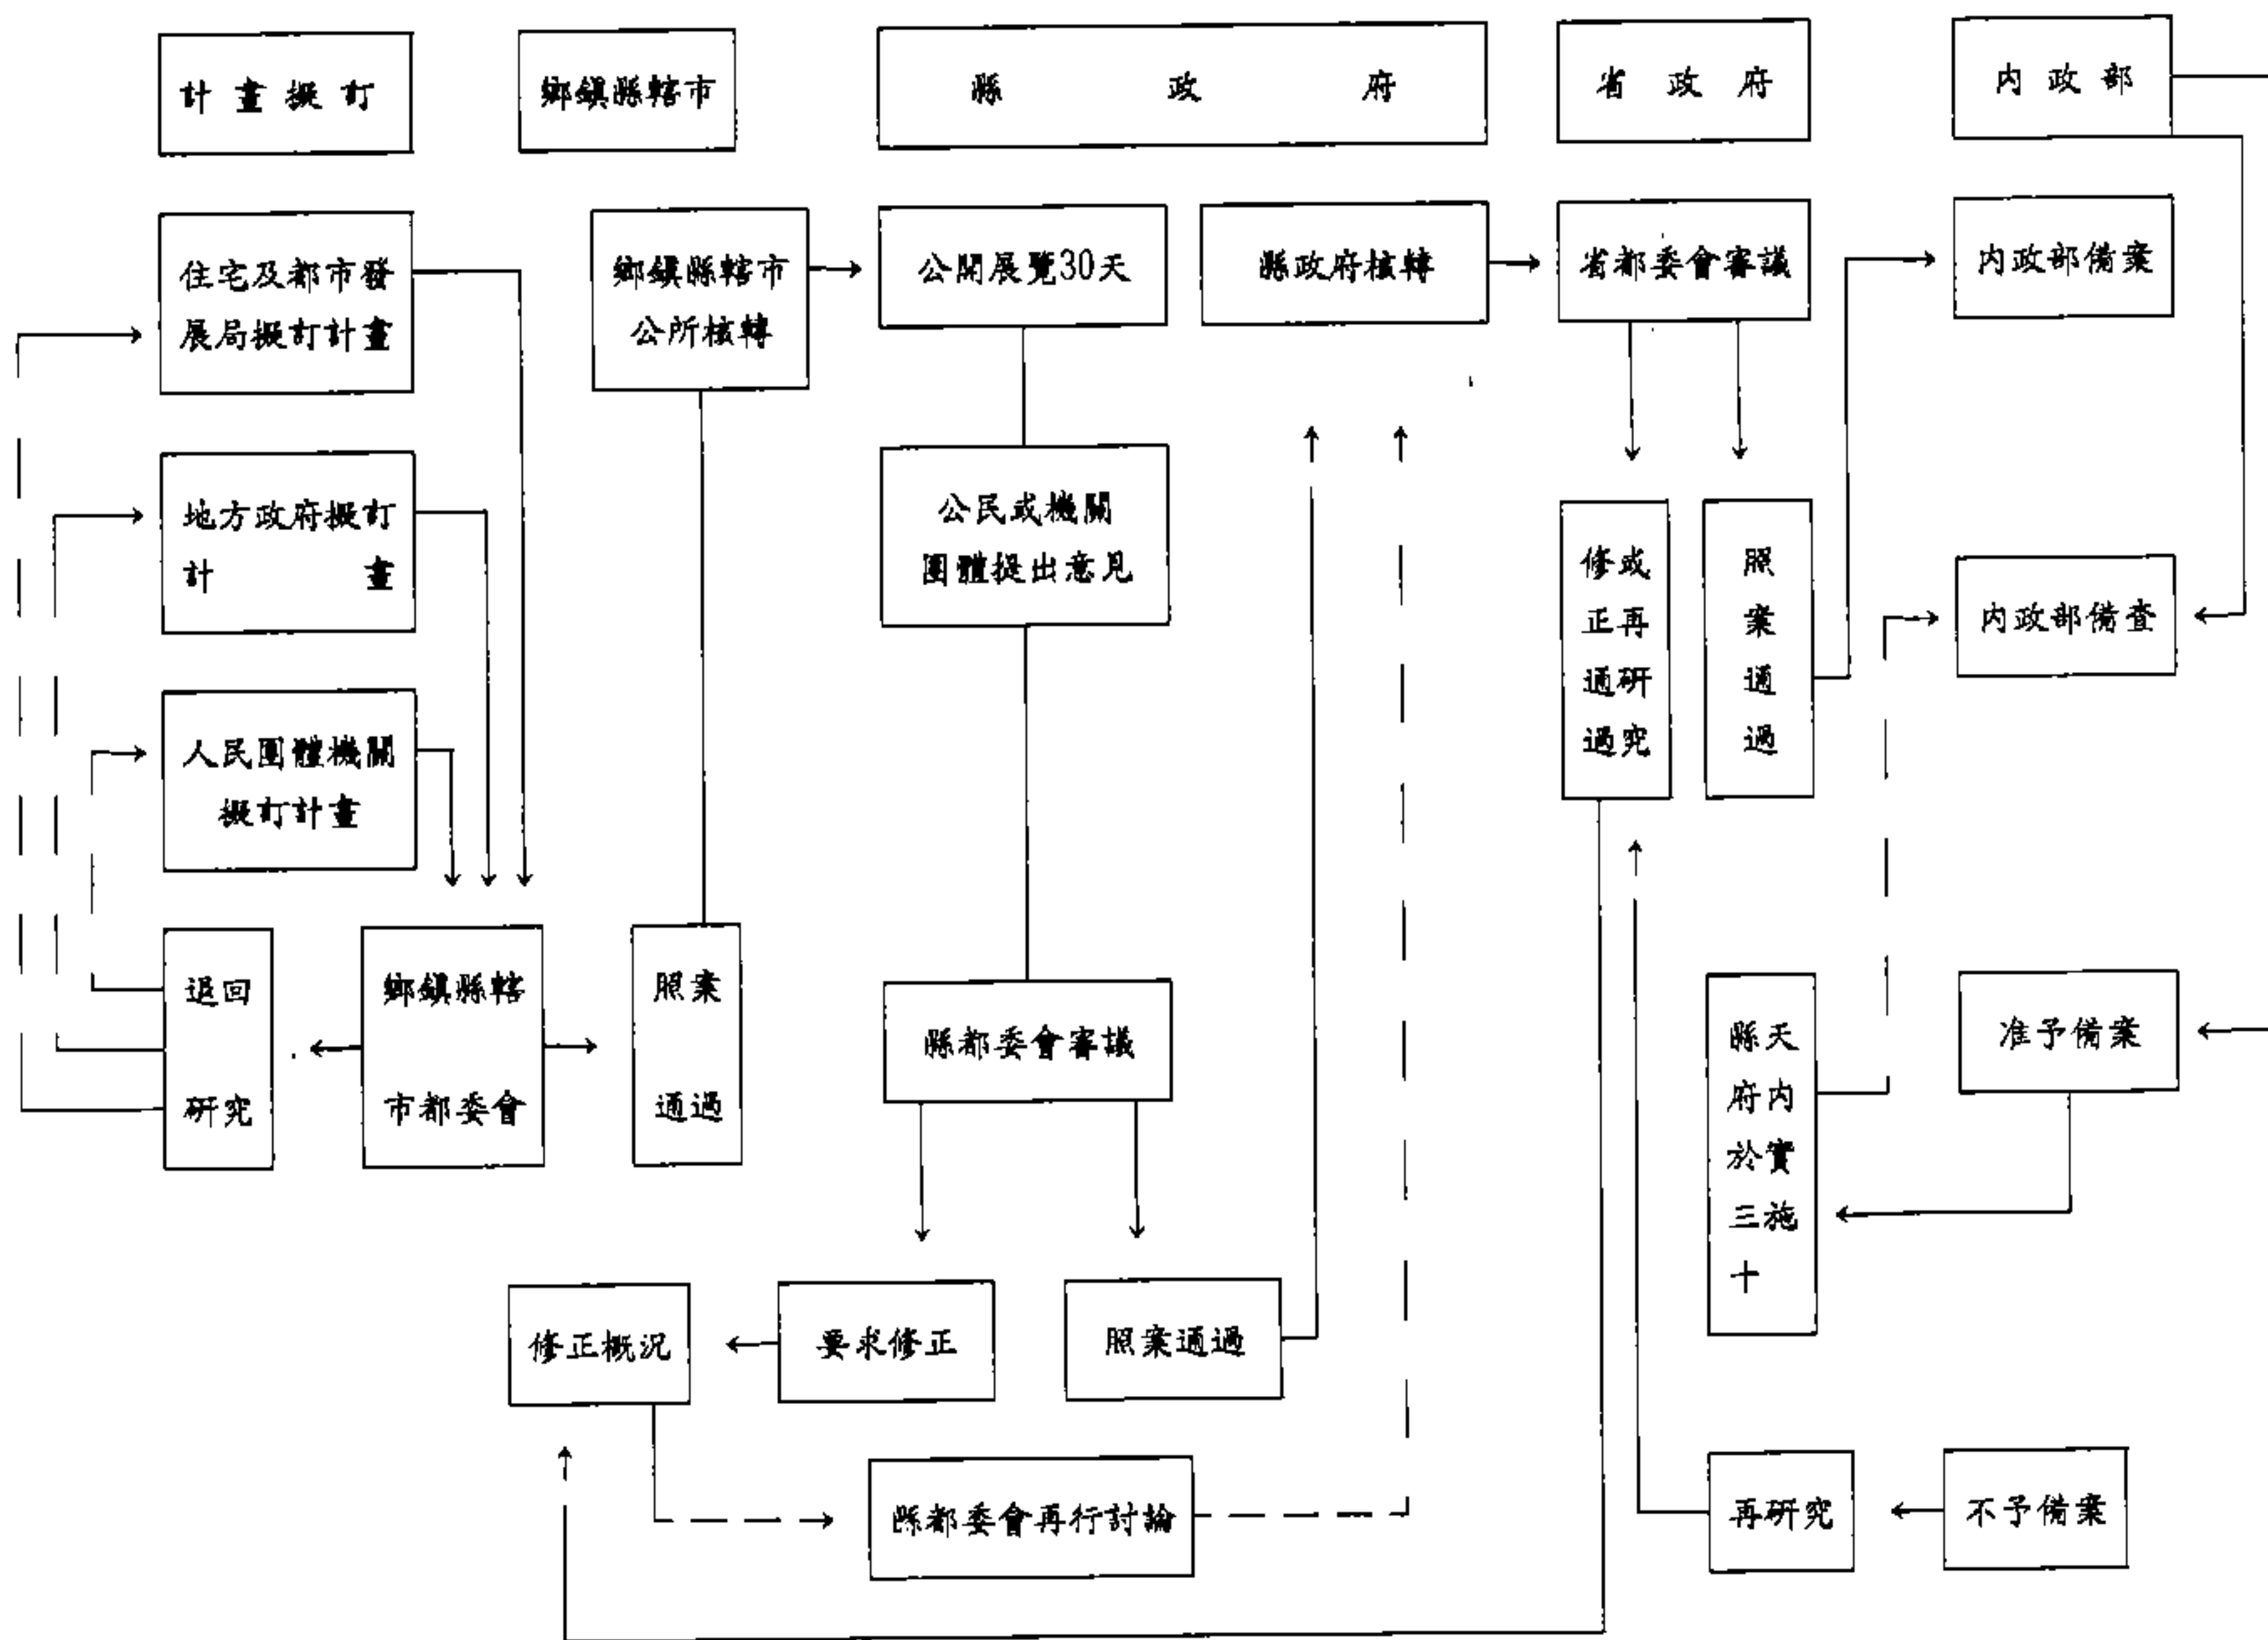 計畫擬訂
鄉鎮縣轄市
縣政府
省政府
內政部
住宅及都市發
展局擬訂計畫
鄉鎮縣轄市
公所核轉
公開展覽30天
縣政府核轉
省都委會審議
內政部備案
地方政府擬訂
計畫
公民或機關
團體提出意見
修正通過
或再研究
照案通過
內政部備查
人民團體機關
擬訂計畫
退回
研究
鄉鎮縣轄
市都委會
照案
通過
縣都委會審議
縣府於三十
天內實施
准予備案
修正概況
要求修正
照案通過
縣都委會再行討論
再研究
不予備案